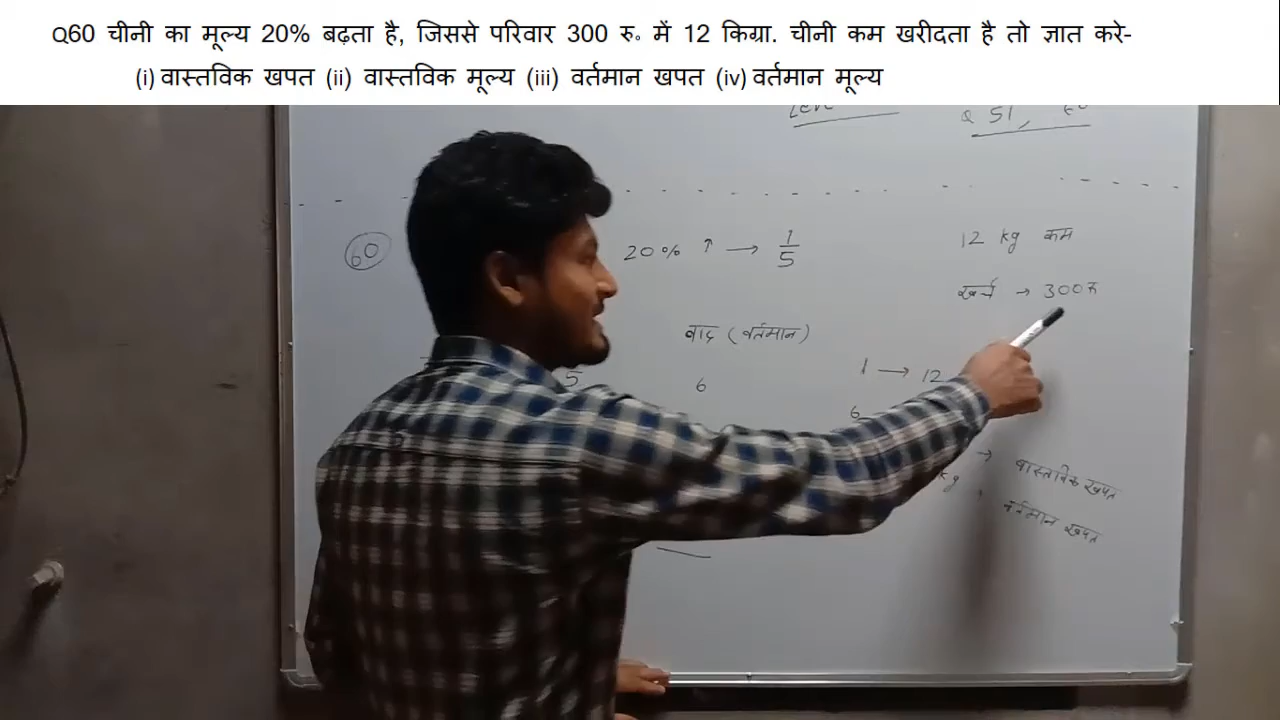 Q60 चीनी का मूल्य 20% बढ़ता है, जिससे परिवार 300 रु॰ में 12 किग्रा. चीनी कम खरीदता है तो ज्ञात करे-
(i) वास्तविक खपत (ii) वास्तविक मूल्य (iii) वर्तमान खपत (iv) वर्तमान मूल्य
Q 51,
60 20% ↑ → 1/5 12 kg कम
खर्च → 300रु
बाद (वर्तमान)
5 6 1 → 12
6
kg → वास्तविक खपत
वर्तमान खपत